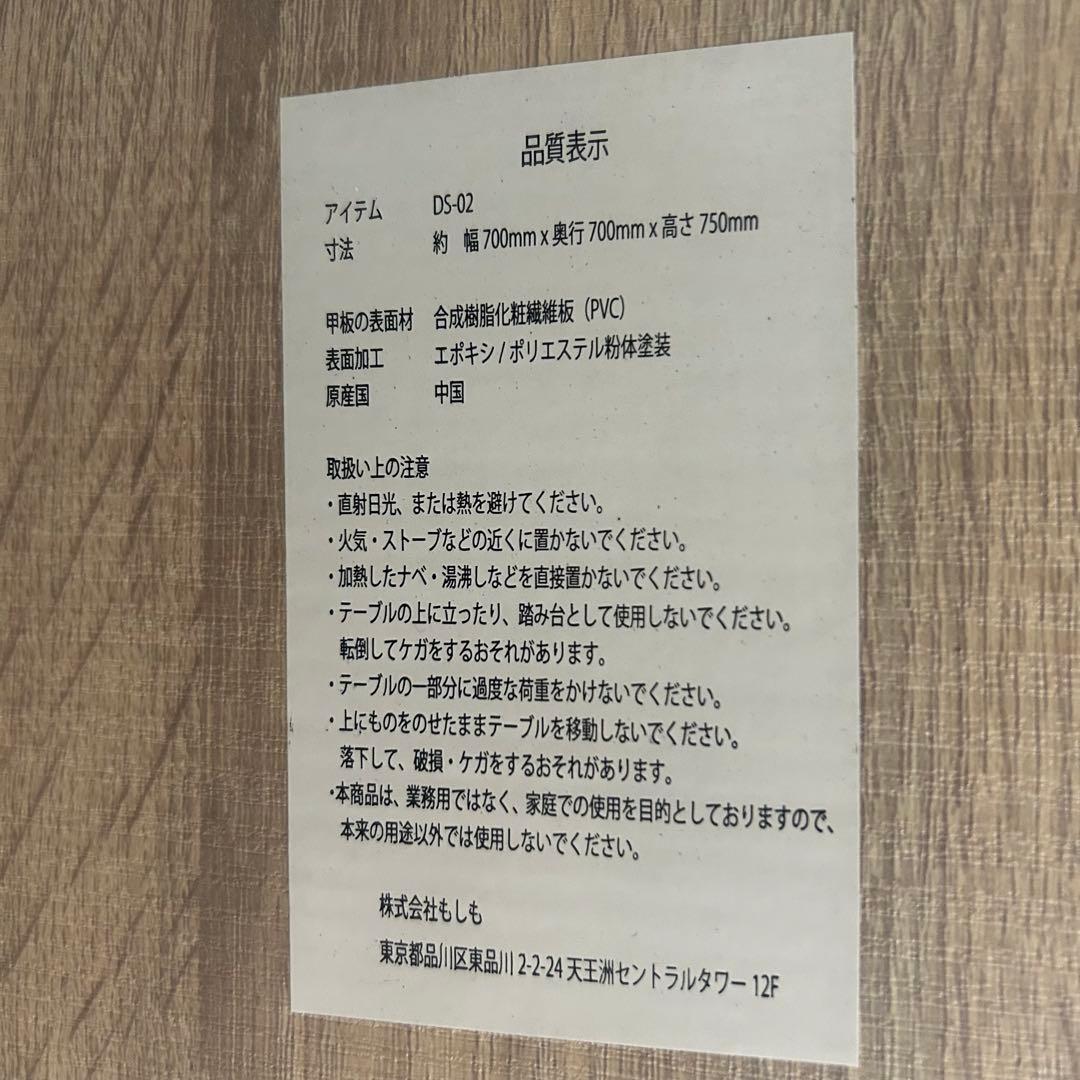 品質表示
アイテム DS-02
寸法 約 幅 700mm x 奥行 700mm x 高さ 750mm
甲板の表面材 合成樹脂化粧繊維板（PVC）
表面加工 エポキシ / ポリエステル粉体塗装
原産国 中国
取扱い上の注意
・直射日光、または熱を避けてください。
・火気・ストーブなどの近くに置かないでください。
・加熱したナベ・湯沸しなどを直接置かないでください。
・テーブルの上に立ったり、踏み台として使用しないでください。
転倒してケガをするおそれがあります。
・テーブルの一部分に過度な荷重をかけないでください。
・上にものをのせたままテーブルを移動しないでください。
落下して、破損・ケガをするおそれがあります。
・本商品は、業務用ではなく、家庭での使用を目的としておりますので、
本来の用途以外では使用しないでください。
株式会社もしも
東京都品川区東品川 2-2-24 天王洲セントラルタワー 12F